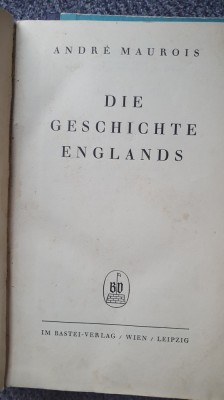 ANDRÉ MAUROIS
DIE
GESCHICHTE
ENGLANDS
BV
IM BASTEI-VERLAG / WIEN / LEIPZIG